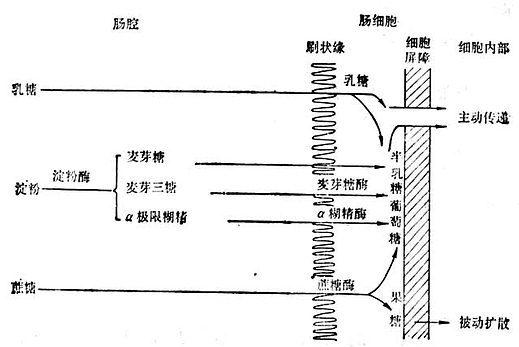 肠腔
肠细胞
刷状缘
细胞
屏障
细胞内部
乳糖
乳糖
主动传递
淀粉
淀粉酶
麦芽糖
麦芽三糖
α极限糊精
麦芽糖酶
α糊精酶
半
乳
糖
葡
萄
糖
蔗糖
蔗糖酶
果
糖
被动扩散